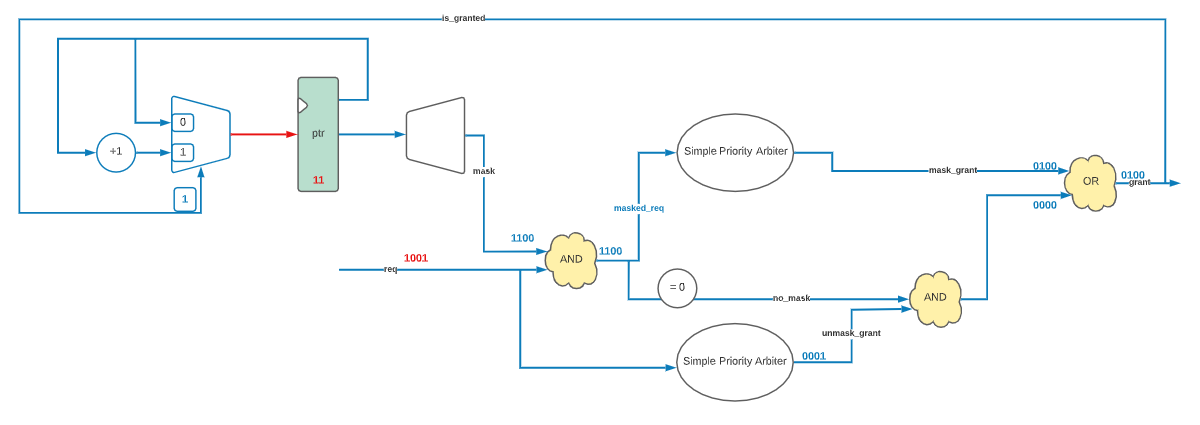 is_granted
0
+1
1
1
ptr
11
mask
1100
1001
req
AND
1100
masked_req
Simple Priority Arbiter
mask_grant
0100
OR
0100
grant
0000
= 0
no_mask
AND
unmask_grant
Simple Priority Arbiter
0001